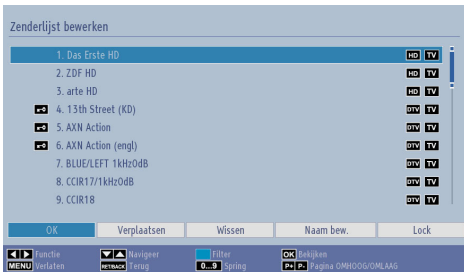 Zenderlijst bewerken
1. Das Erste HD HD TV
2. ZDF HD HD TV
3. arte HD HD TV
4. 13th Street (KD) DTV TV
5. AXN Action DTV TV
6. AXN Action (engl) DTV TV
7. BLUE/LEFT 1kHz0dB DTV TV
8. CCIR17/1kHz0dB DTV TV
9. CCIR18 DTV TV
OK Verplaatsen Wissen Naam bew. Lock
Functie Navigeer Filter OK Bekijken
MENU Verlaten RET/BACK Terug 0...9 Spring P+ P- Pagina OMHOOG/OMLAAG